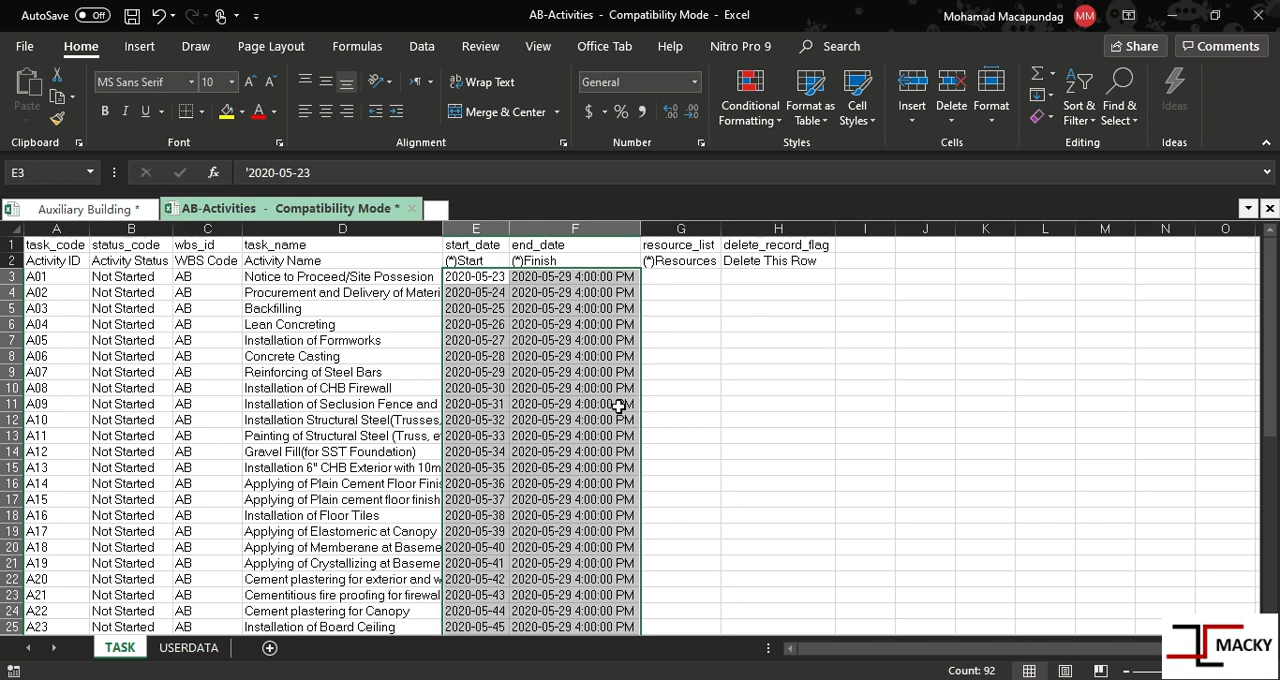 AutoSave Off AB-Activities - Compatibility Mode - Excel Mohamad Macapundag MM
File Home Insert Draw Page Layout Formulas Data Review View Office Tab Help Nitro Pro 9 Search Share Comments
Paste MS Sans Serif 10 Wrap Text General Conditional Formatting Format as Table Cell Styles Insert Delete Format Sort & Filter Find & Select Ideas
B I U Merge & Center $ % 9
Clipboard Font Alignment Number Styles Cells Editing Ideas
E3 fx '2020-05-23
Auxiliary Building * AB-Activities - Compatibility Mode *
A B C D E F G H I J K L M N O
1 task_code status_code wbs_id task_name start_date end_date resource_list delete_record_flag
2 Activity ID Activity Status WBS Code Activity Name (*)Start (*)Finish (*)Resources Delete This Row
3 A01 Not Started AB Notice to Proceed/Site Possesion 2020-05-23 2020-05-29 4:00:00 PM
4 A02 Not Started AB Procurement and Delivery of Materi 2020-05-24 2020-05-29 4:00:00 PM
5 A03 Not Started AB Backfilling 2020-05-25 2020-05-29 4:00:00 PM
6 A04 Not Started AB Lean Concreting 2020-05-26 2020-05-29 4:00:00 PM
7 A05 Not Started AB Installation of Formworks 2020-05-27 2020-05-29 4:00:00 PM
8 A06 Not Started AB Concrete Casting 2020-05-28 2020-05-29 4:00:00 PM
9 A07 Not Started AB Reinforcing of Steel Bars 2020-05-29 2020-05-29 4:00:00 PM
10 A08 Not Started AB Installation of CHB Firewall 2020-05-30 2020-05-29 4:00:00 PM
11 A09 Not Started AB Installation of Seclusion Fence and 2020-05-31 2020-05-29 4:00:00 PM
12 A10 Not Started AB Installation Structural Steel(Trusses, 2020-05-32 2020-05-29 4:00:00 PM
13 A11 Not Started AB Painting of Structural Steel (Truss, e 2020-05-33 2020-05-29 4:00:00 PM
14 A12 Not Started AB Gravel Fill(for SST Foundation) 2020-05-34 2020-05-29 4:00:00 PM
15 A13 Not Started AB Installation 6" CHB Exterior with 10m 2020-05-35 2020-05-29 4:00:00 PM
16 A14 Not Started AB Applying of Plain Cement Floor Finis 2020-05-36 2020-05-29 4:00:00 PM
17 A15 Not Started AB Applying of Plain cement floor finish 2020-05-37 2020-05-29 4:00:00 PM
18 A16 Not Started AB Installation of Floor Tiles 2020-05-38 2020-05-29 4:00:00 PM
19 A17 Not Started AB Applying of Elastomeric at Canopy 2020-05-39 2020-05-29 4:00:00 PM
20 A18 Not Started AB Applying of Memberane at Baseme 2020-05-40 2020-05-29 4:00:00 PM
21 A19 Not Started AB Applying of Crystallizing at Baseme 2020-05-41 2020-05-29 4:00:00 PM
22 A20 Not Started AB Cement plastering for exterior and w 2020-05-42 2020-05-29 4:00:00 PM
23 A21 Not Started AB Cementitious fire proofing for firewal 2020-05-43 2020-05-29 4:00:00 PM
24 A22 Not Started AB Cement plastering for Canopy 2020-05-44 2020-05-29 4:00:00 PM
25 A23 Not Started AB Installation of Board Ceiling 2020-05-45 2020-05-29 4:00:00 PM
TASK USERDATA
Count: 92
MACKY